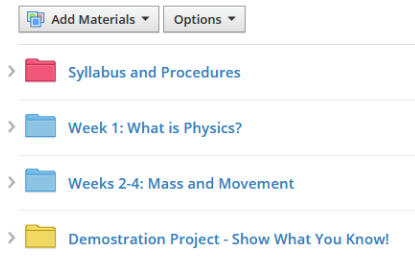 Add Materials Options
Syllabus and Procedures
Week 1: What is Physics?
Weeks 2-4: Mass and Movement
Demostration Project - Show What You Know!